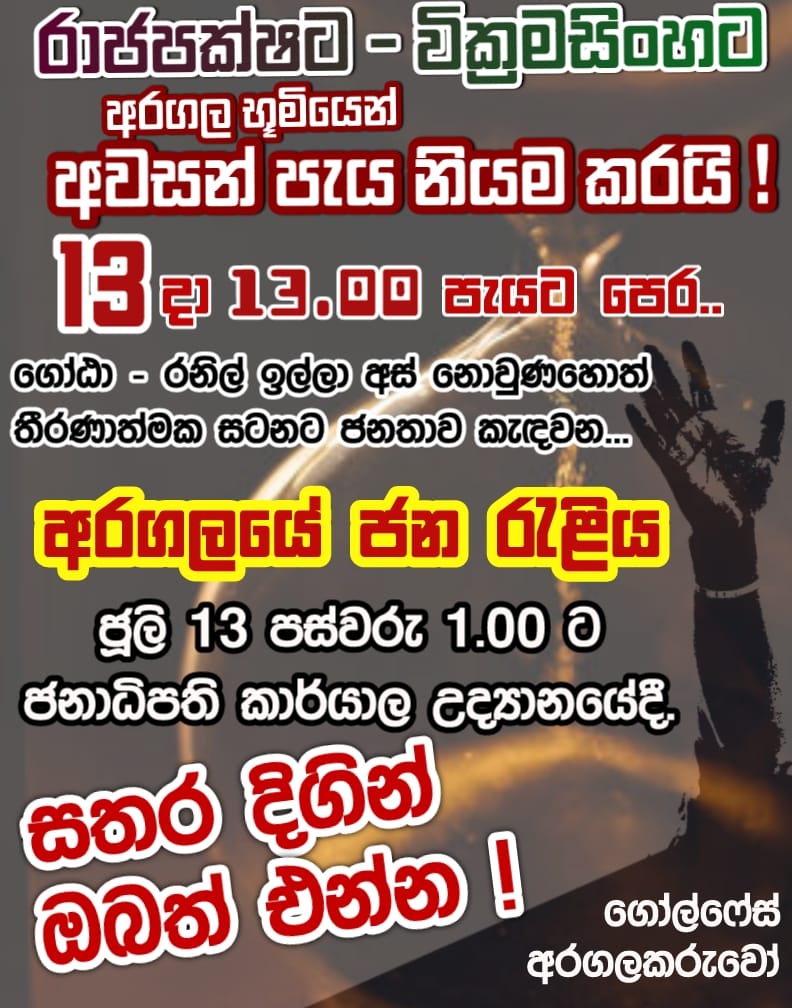 රාජපක්ෂට - වික්‍රමසිංහට
අරගල භූමියෙන්
අවසන් පැය නියම කරයි !
13 දා 13.00 පැයට පෙර..
ගෝඨා - රනිල් ඉල්ලා අස් නොවුණහොත්
තීරණාත්මක සටනට ජනතාව කැඳවන...
අරගලයේ ජන රැළිය
ජූලි 13 පස්වරු 1.00 ට
ජනාධිපති කාර්යාල උද්‍යානයේදී.
සතර දිගින්
ඔබත් එන්න !
ගෝල්ෆේස්
අරගලකරුවෝ